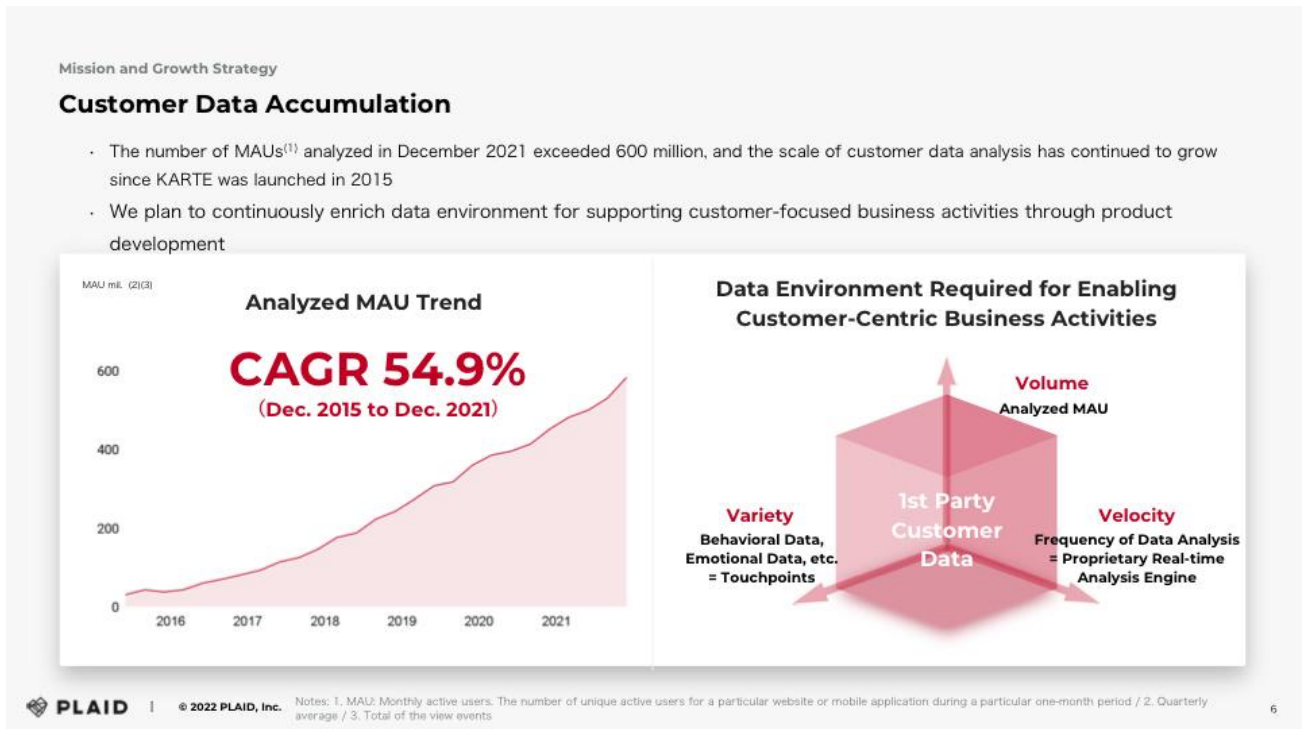 Mission and Growth Strategy
Customer Data Accumulation
・ The number of MAUs(1) analyzed in December 2021 exceeded 600 million, and the scale of customer data analysis has continued to grow
since KARTE was launched in 2015
・ We plan to continuously enrich data environment for supporting customer-focused business activities through product
development
MAU mil. (2)(3)
Analyzed MAU Trend
CAGR 54.9%
(Dec. 2015 to Dec. 2021)
600
400
200
0
2016
2017
2018
2019
2020
2021
Data Environment Required for Enabling
Customer-Centric Business Activities
Volume
Analyzed MAU
1st Party
Customer
Data
Variety
Behavioral Data,
Emotional Data, etc.
= Touchpoints
Velocity
Frequency of Data Analysis
= Proprietary Real-time
Analysis Engine
PLAID
© 2022 PLAID, Inc.
Notes: 1. MAU: Monthly active users. The number of unique active users for a particular website or mobile application during a particular one-month period / 2. Quarterly
average / 3. Total of the view events
6